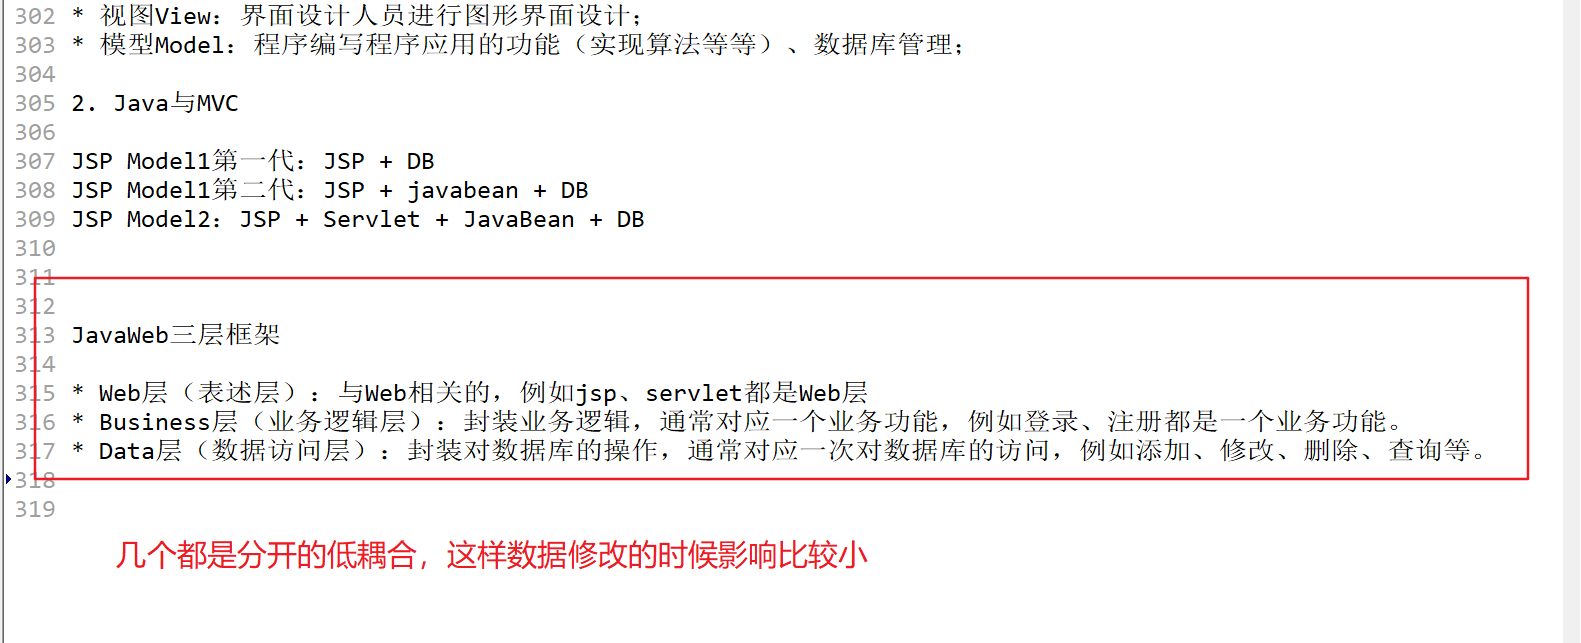 302 * 视图View：界面设计人员进行图形界面设计；
303 * 模型Model：程序编写程序应用的功能（实现算法等等）、数据库管理；
304
305 2. Java与MVC
306
307 JSP Model1第一代：JSP + DB
308 JSP Model1第二代：JSP + javabean + DB
309 JSP Model2：JSP + Servlet + JavaBean + DB
310
311
312
313 JavaWeb三层框架
314
315 * Web层（表述层）：与Web相关的，例如jsp、servlet都是Web层
316 * Business层（业务逻辑层）：封装业务逻辑，通常对应一个业务功能，例如登录、注册都是一个业务功能。
317 * Data层（数据访问层）：封装对数据库的操作，通常对应一次对数据库的访问，例如添加、修改、删除、查询等。
318
319
几个都是分开的低耦合，这样数据修改的时候影响比较小